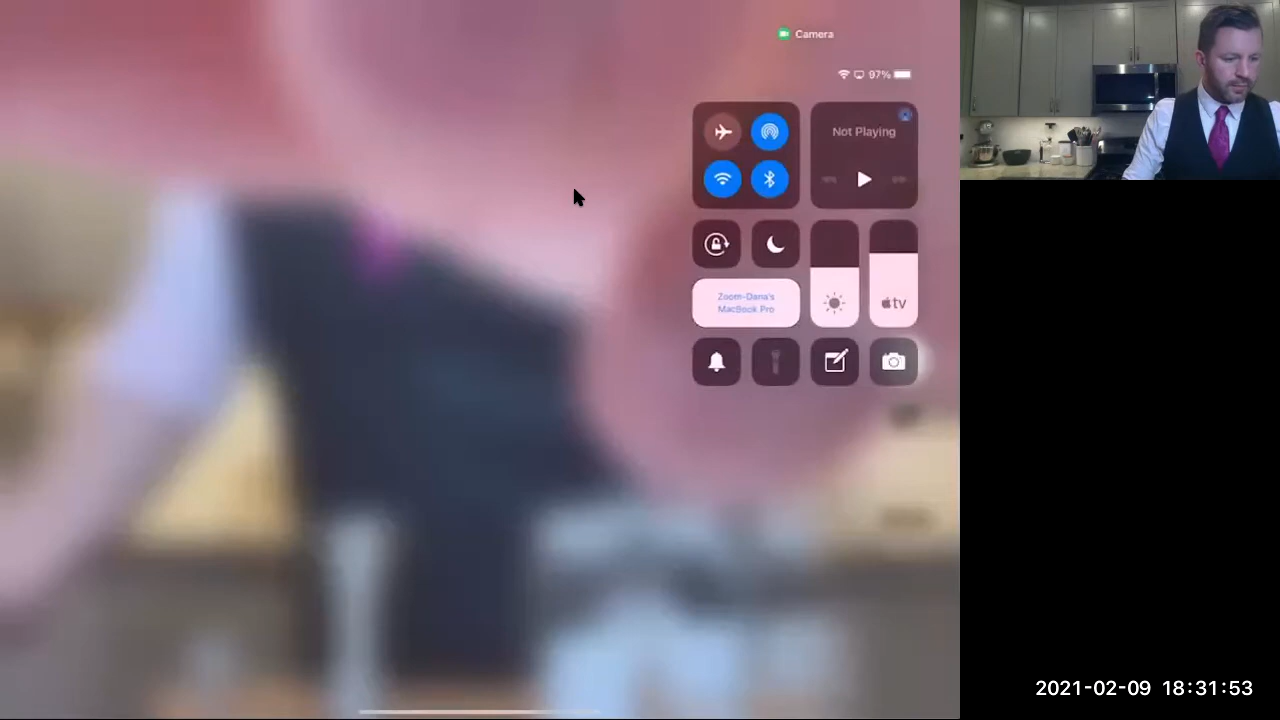 Camera
97%
Not Playing
Zoom-Dana's
MacBook Pro
tv
2021-02-09 18:31:53